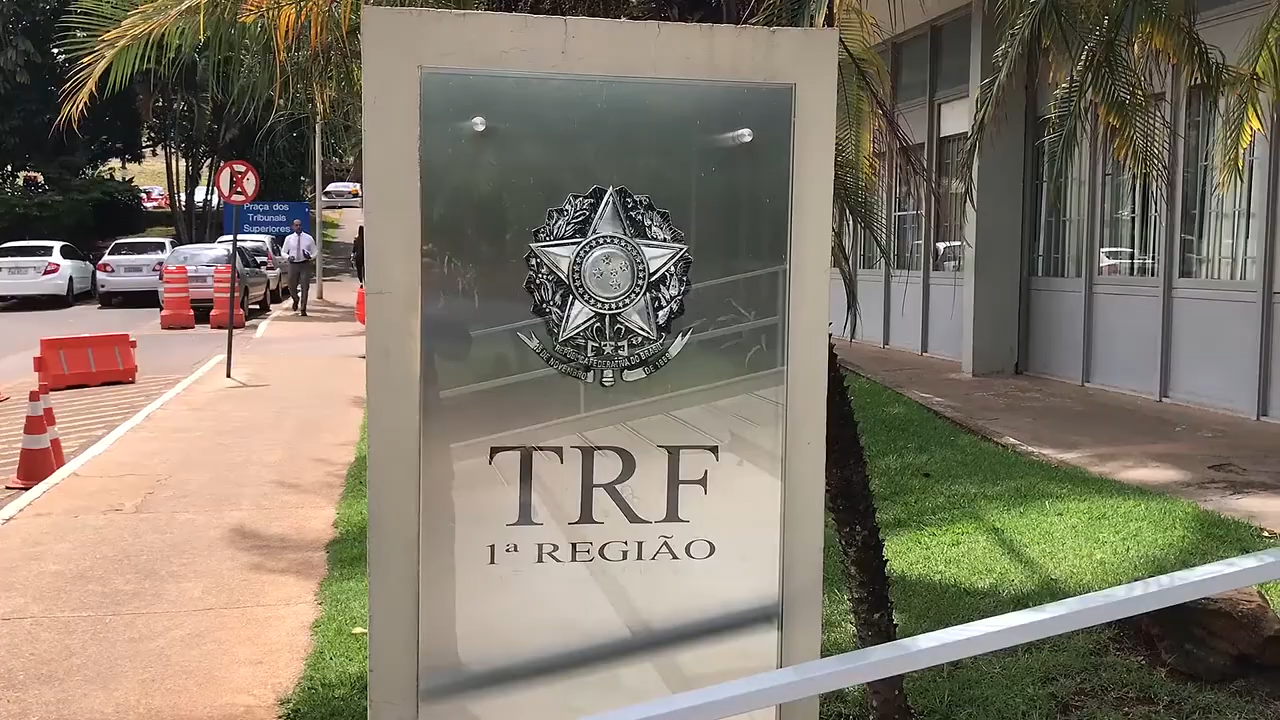 Praça dos
Tribunais
Superiores
REPÚBLICA FEDERATIVA DO BRASIL
15 DE NOVEMBRO DE 1889
TRF
1ª REGIÃO